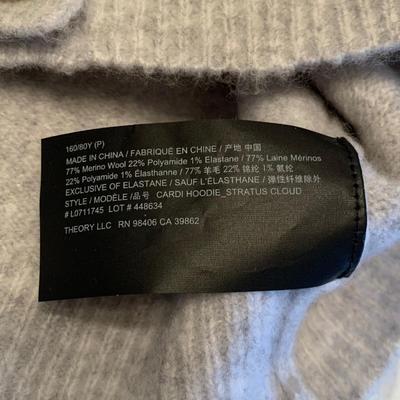 160/80Y (P)
MADE IN CHINA / FABRIQUÉ EN CHINE / 产地 中国
77% Merino Wool 22% Polyamide 1% Elastane / 77% Laine Mérinos
22% Polyamide 1% Élasthanne / 77% 羊毛 22% 锦纶 1% 氨纶
EXCLUSIVE OF ELASTANE / SAUF L'ÉLASTHANE / 弹性纤维除外
STYLE / MODÈLE /品号 CARDI HOODIE_STRATUS CLOUD
# L0711745 LOT # 448634
THEORY LLC RN 98406 CA 39862